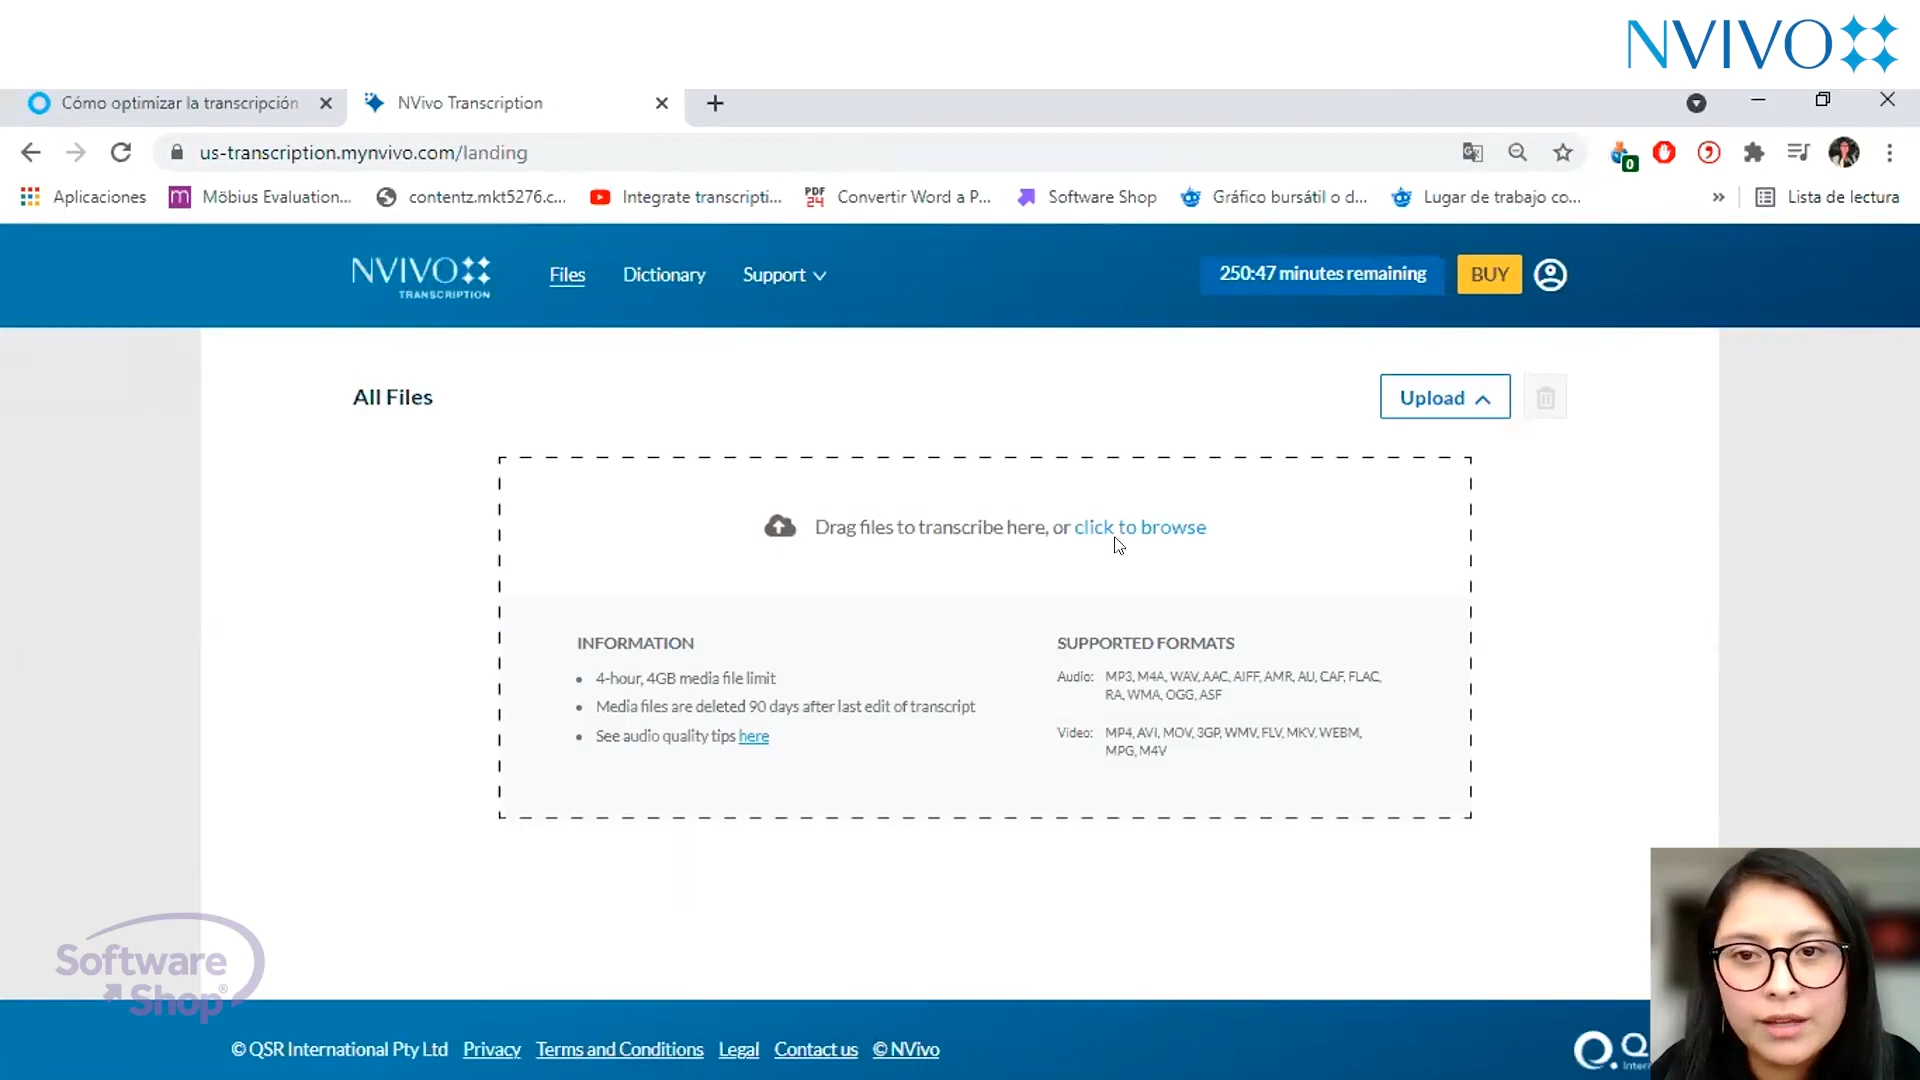 NVIVO
Cómo optimizar la transcripción
NVivo Transcription
us-transcription.mynvivo.com/landing
0
Aplicaciones
Möbius Evaluation...
contentz.mkt5276.c...
Integrate transcripti...
PDF
24
Convertir Word a P...
Software Shop
Gráfico bursátil o d...
Lugar de trabajo co...
»
Lista de lectura
NVIVO
TRANSCRIPTION
Files
Dictionary
Support
250:47 minutes remaining
BUY
All Files
Upload
Drag files to transcribe here, or click to browse
INFORMATION
• 4-hour, 4GB media file limit
• Media files are deleted 90 days after last edit of transcript
• See audio quality tips here
SUPPORTED FORMATS
Audio: MP3, M4A, WAV, AAC, AIFF, AMR, AU, CAF, FLAC,
RA, WMA, OGG, ASF
Video: MP4, AVI, MOV, 3GP, WMV, FLV, MKV, WEBM,
MPG, M4V
Software
Shop®
© QSR International Pty Ltd Privacy Terms and Conditions Legal Contact us © NVivo